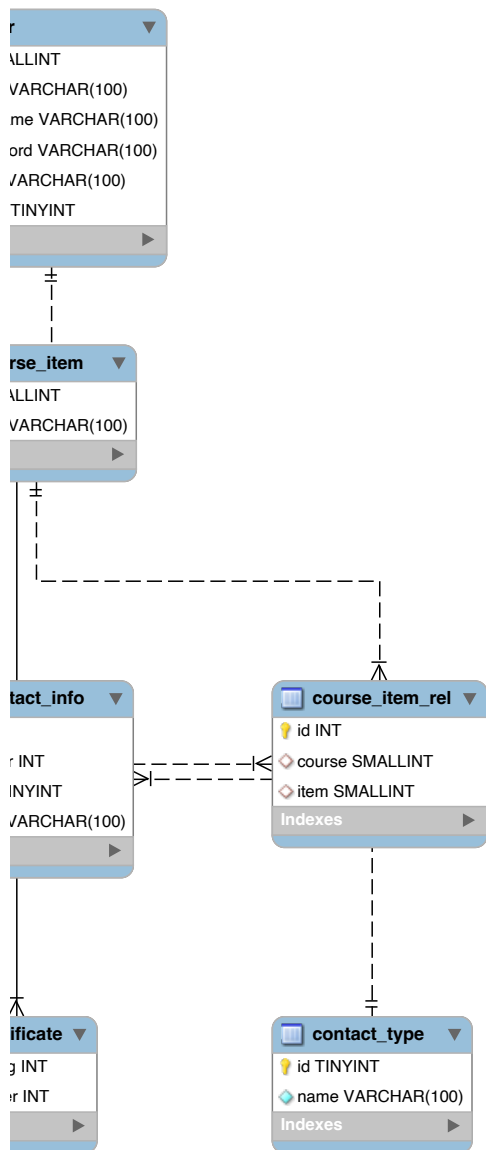 r
ALLINT
VARCHAR(100)
me VARCHAR(100)
ord VARCHAR(100)
VARCHAR(100)
TINYINT
rse_item
ALLINT
VARCHAR(100)
tact_info
r INT
INYINT
VARCHAR(100)
course_item_rel
id INT
course SMALLINT
item SMALLINT
Indexes
ificate
g INT
er INT
contact_type
id TINYINT
name VARCHAR(100)
Indexes